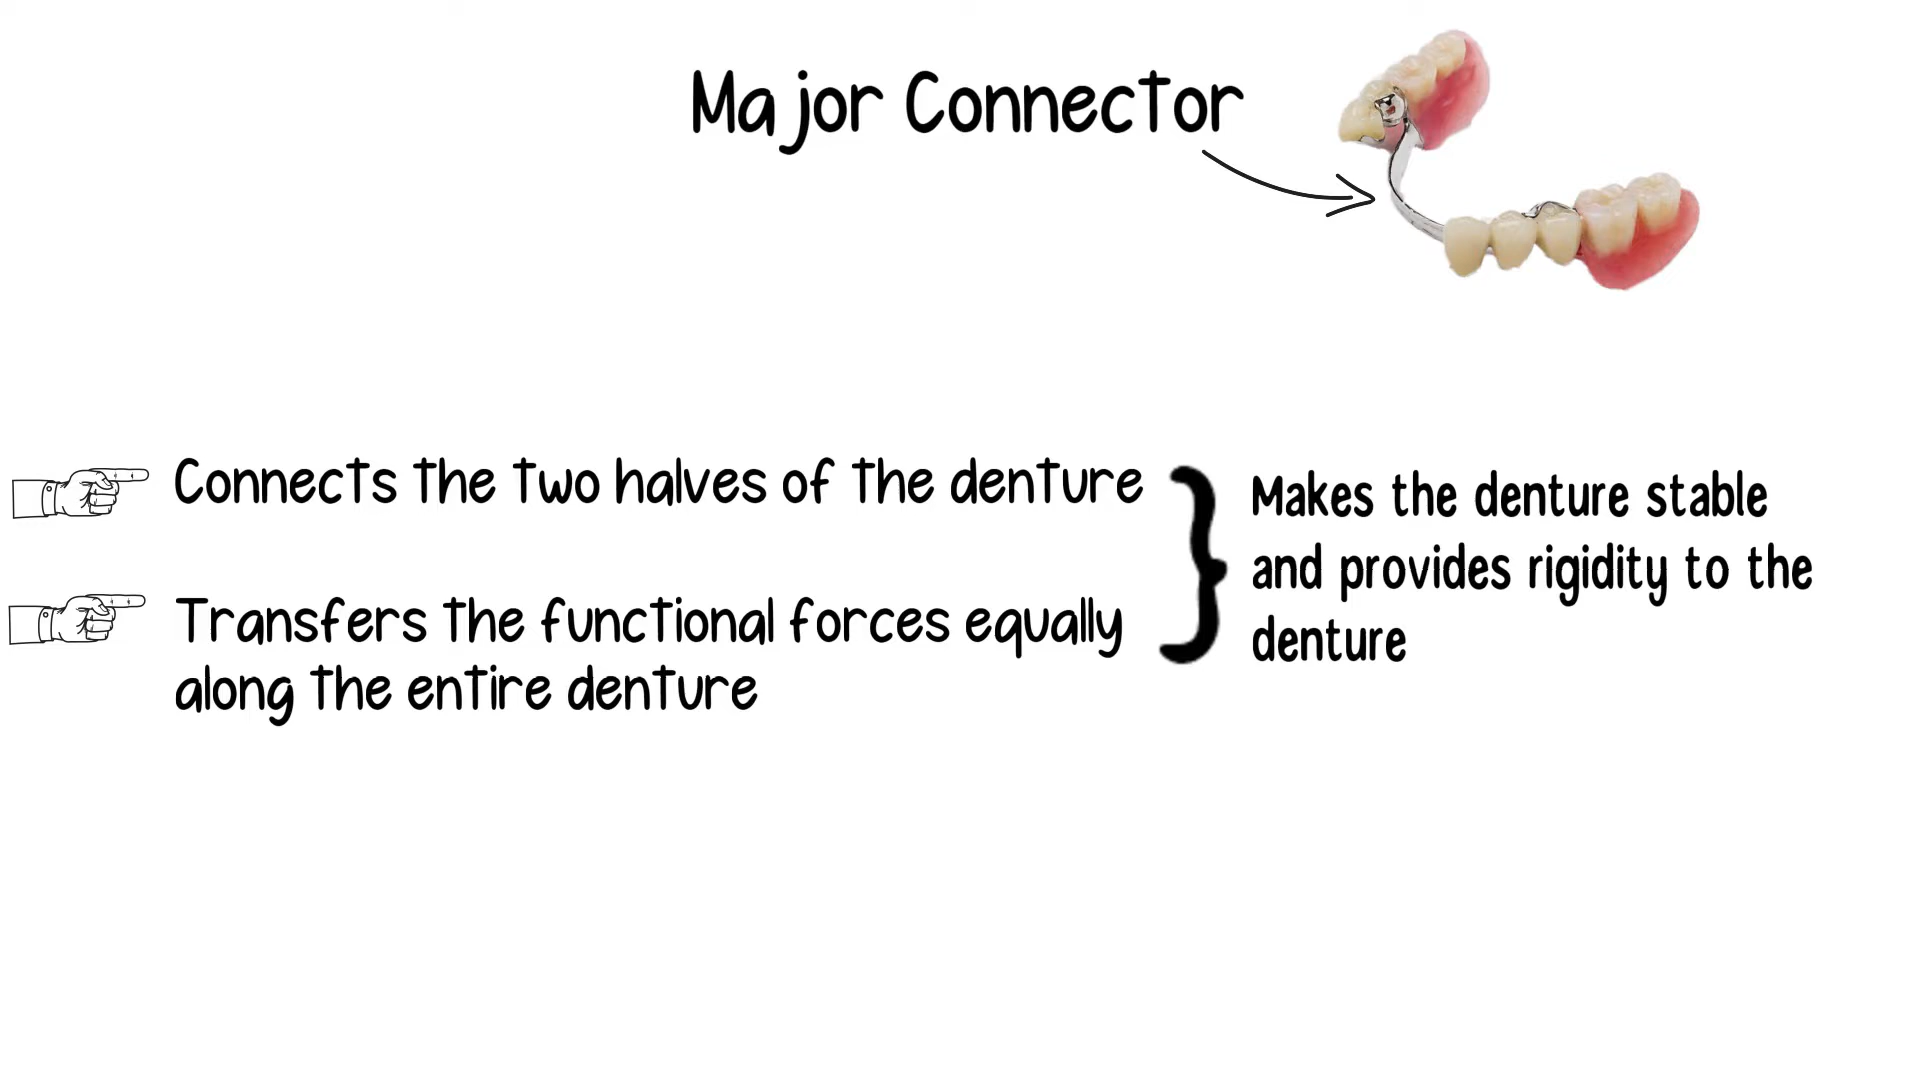 Major Connector
Connects the two halves of the denture
Transfers the functional forces equally
along the entire denture
Makes the denture stable
and provides rigidity to the
denture